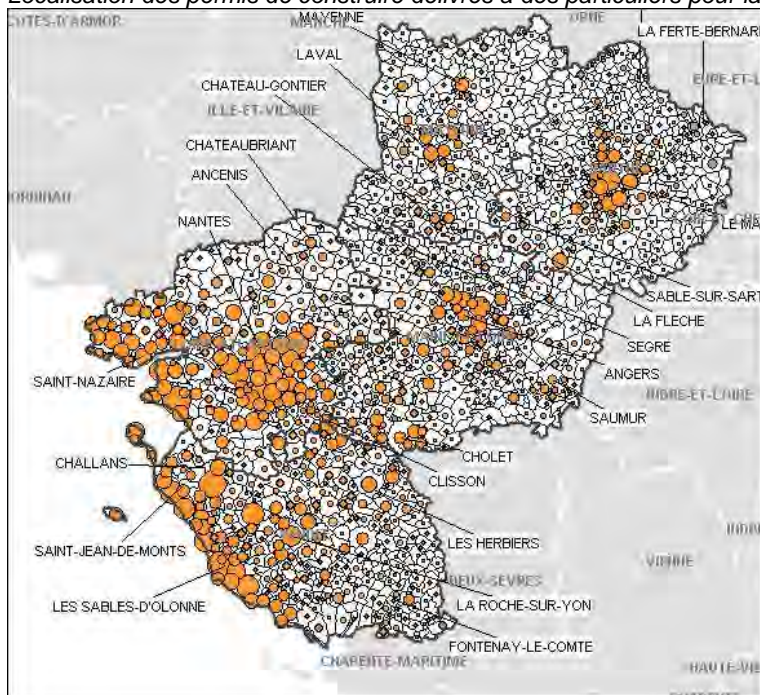 Localisation des permis de construire délivrés à des particuliers pour la
COTES-D'ARMOR
MANCHE
ORNE
MAYENNE
LA FERTE-BERNAR
LAVAL
EURE-ET-L
CHATEAU-GONTIER
ILLE-ET-VILAINE
CHATEAUBRIANT
ANCENIS
NANTES
LE MA
SABLE-SUR-SART
LA FLECHE
SEGRE
ANGERS
SAINT-NAZAIRE
INDRE-ET-LOIRE
SAUMUR
CHOLET
CHALLANS
CLISSON
LES HERBIERS
SAINT-JEAN-DE-MONTS
VIENNE
DEUX-SEVRES
LES SABLES-D'OLONNE
LA ROCHE-SUR-YON
FONTENAY-LE-COMTE
CHARENTE-MARITIME
HAUTE-VIE